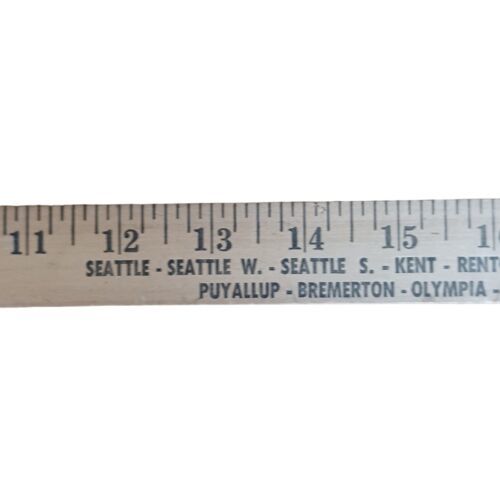 11 12 13 14 15
SEATTLE - SEATTLE W. - SEATTLE S. - KENT -
PUYALLUP - BREMERTON - OLYMPIA -